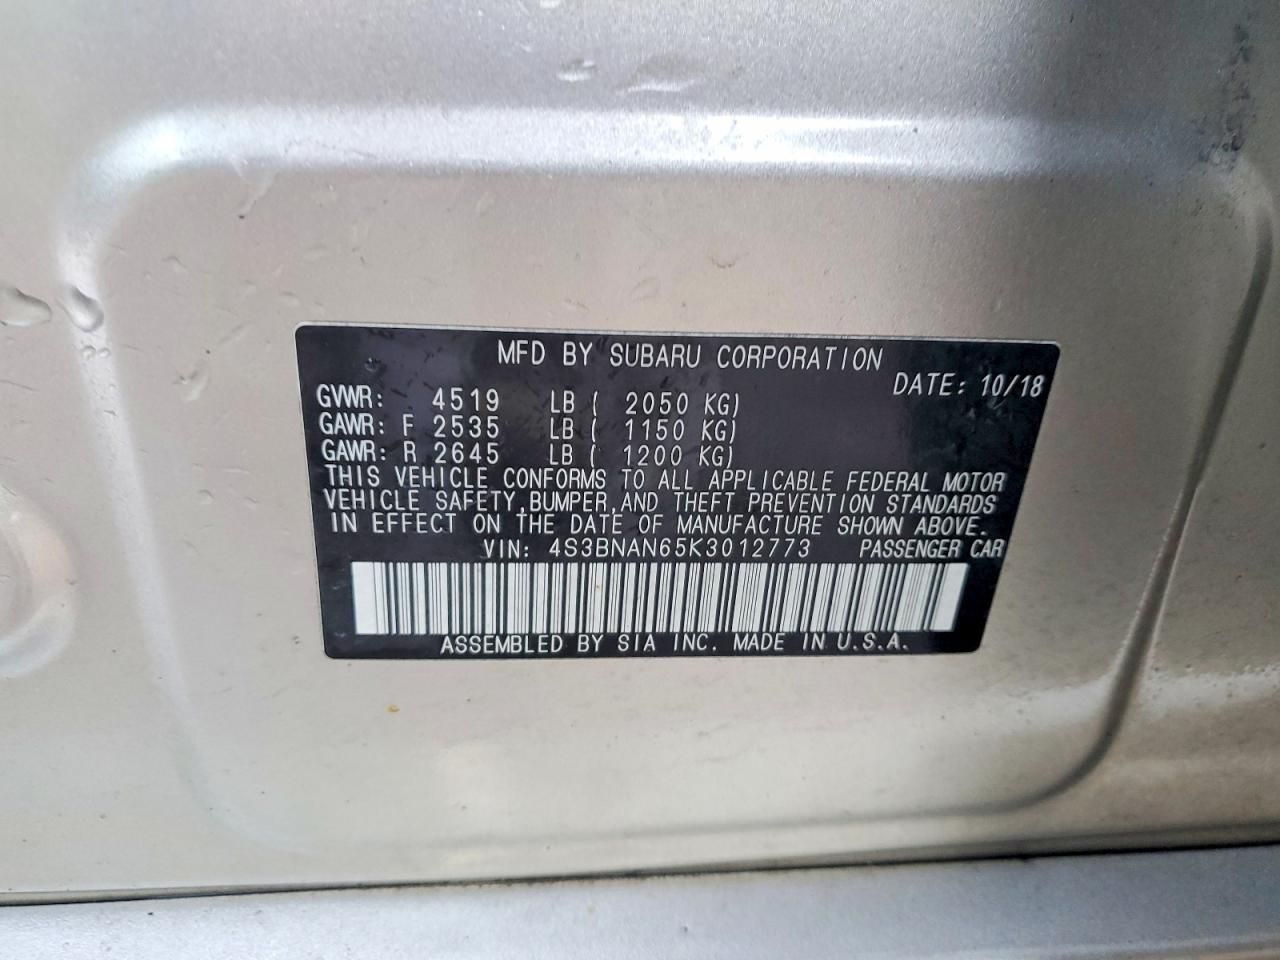 MFD BY SUBARU CORPORATION
DATE: 10/18
GVWR: 4519 LB ( 2050 KG)
GAWR: F 2535 LB ( 1150 KG)
GAWR: R 2645 LB ( 1200 KG)
THIS VEHICLE CONFORMS TO ALL APPLICABLE FEDERAL MOTOR
VEHICLE SAFETY, BUMPER, AND THEFT PREVENTION STANDARDS
IN EFFECT ON THE DATE OF MANUFACTURE SHOWN ABOVE.
VIN: 4S3BNAN65K3012773 PASSENGER CAR
ASSEMBLED BY SIA INC. MADE IN U.S.A.